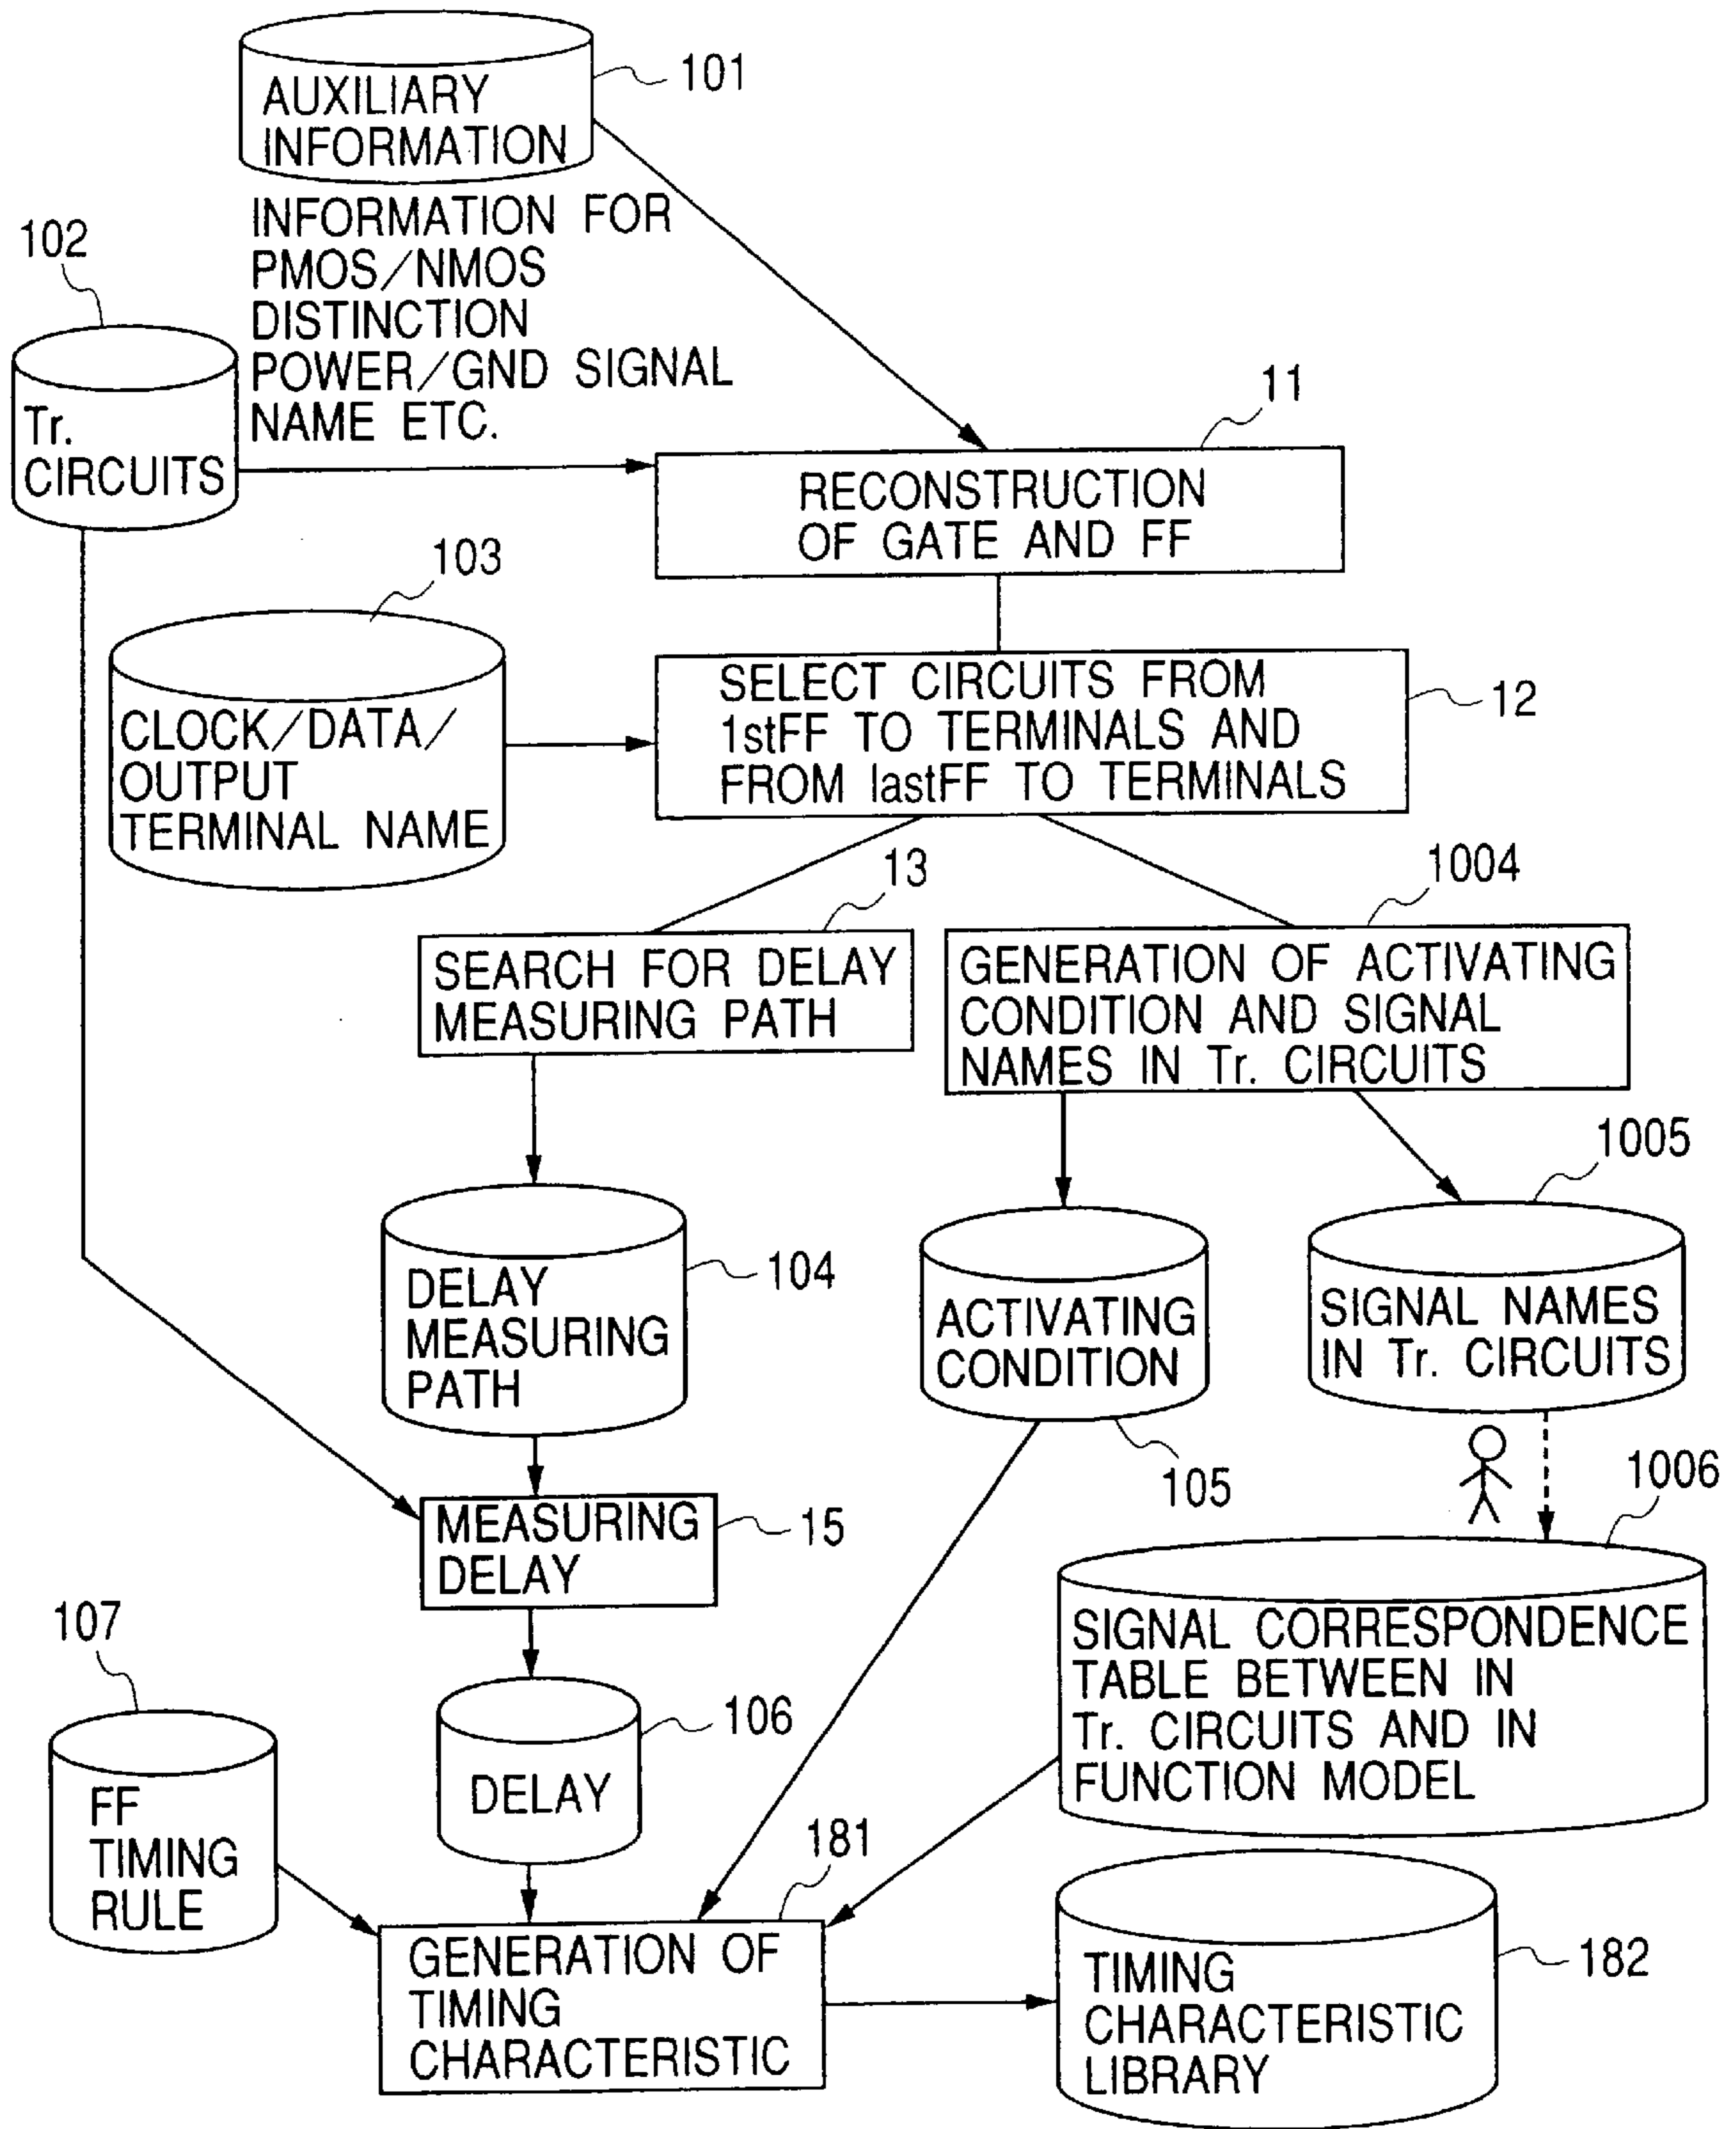 101
AUXILIARY
INFORMATION
INFORMATION FOR
PMOS/NMOS
DISTINCTION
POWER/GND SIGNAL
NAME ETC.
102
Tr.
CIRCUITS
11
RECONSTRUCTION
OF GATE AND FF
103
CLOCK/DATA/
OUTPUT
TERMINAL NAME
SELECT CIRCUITS FROM
1stFF TO TERMINALS AND
FROM lastFF TO TERMINALS
12
13
SEARCH FOR DELAY
MEASURING PATH
1004
GENERATION OF ACTIVATING
CONDITION AND SIGNAL
NAMES IN Tr. CIRCUITS
104
DELAY
MEASURING
PATH
ACTIVATING
CONDITION
105
1005
SIGNAL NAMES
IN Tr. CIRCUITS
1006
MEASURING
DELAY
15
SIGNAL CORRESPONDENCE
TABLE BETWEEN IN
Tr. CIRCUITS AND IN
FUNCTION MODEL
107
FF
TIMING
RULE
106
DELAY
181
GENERATION OF
TIMING
CHARACTERISTIC
182
TIMING
CHARACTERISTIC
LIBRARY